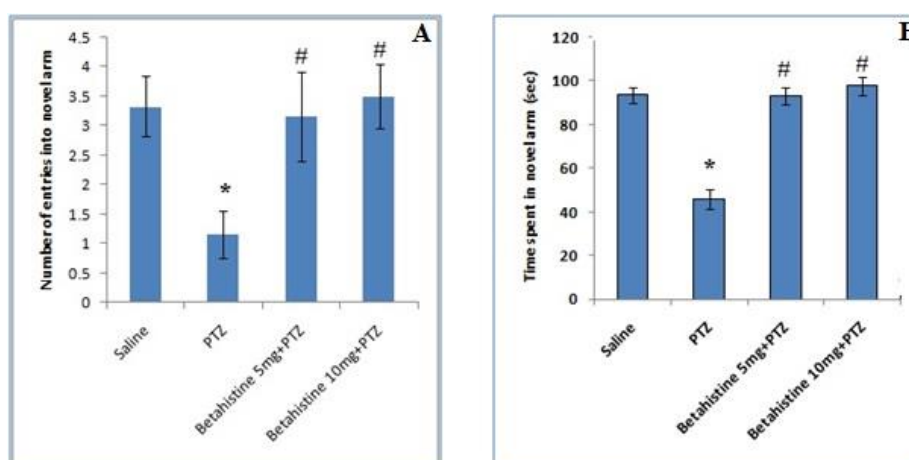 A
Number of entries into novel arm
4.5
4
3.5
3
2.5
2
1.5
1
0.5
0
*
#
#
Saline
PTZ
Betahistine 5mg+PTZ
Betahistine 10mg+PTZ
Time spent in novel arm (sec)
120
100
80
60
40
20
0
*
#
#
Saline
PTZ
Betahistine 5mg+PTZ
Betahistine 10mg+PTZ